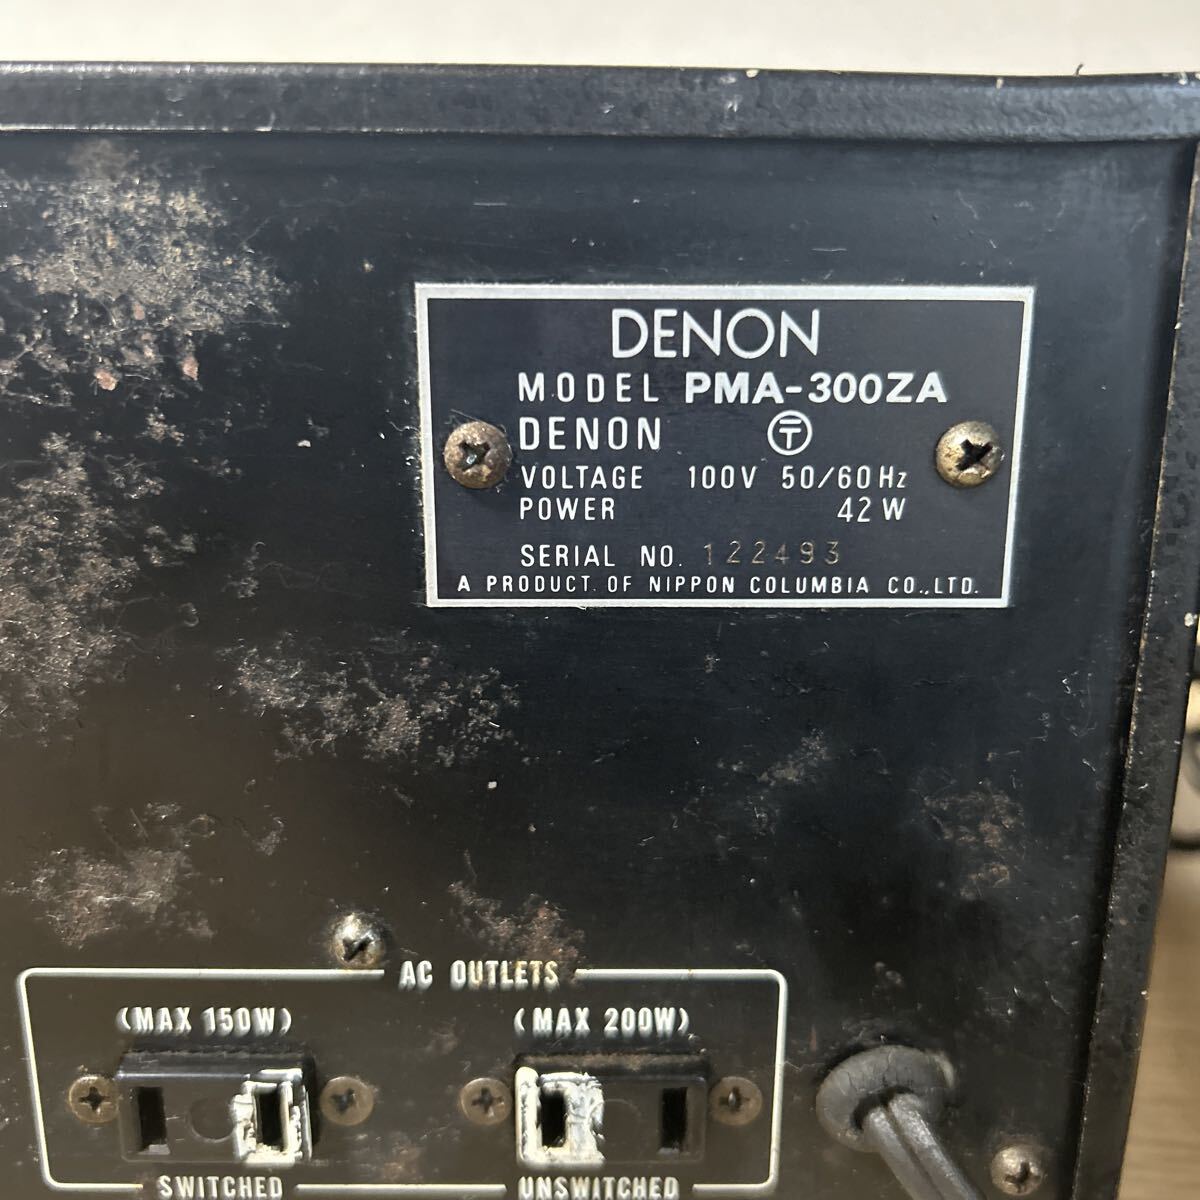 DENON
MODEL PMA-300ZA
DENON 〒
VOLTAGE 100V 50/60Hz
POWER 42W
SERIAL NO. 122493
A PRODUCT OF NIPPON COLUMBIA CO.,LTD.
AC OUTLETS
(MAX 150W) (MAX 200W)
SWITCHED UNSWITCHED